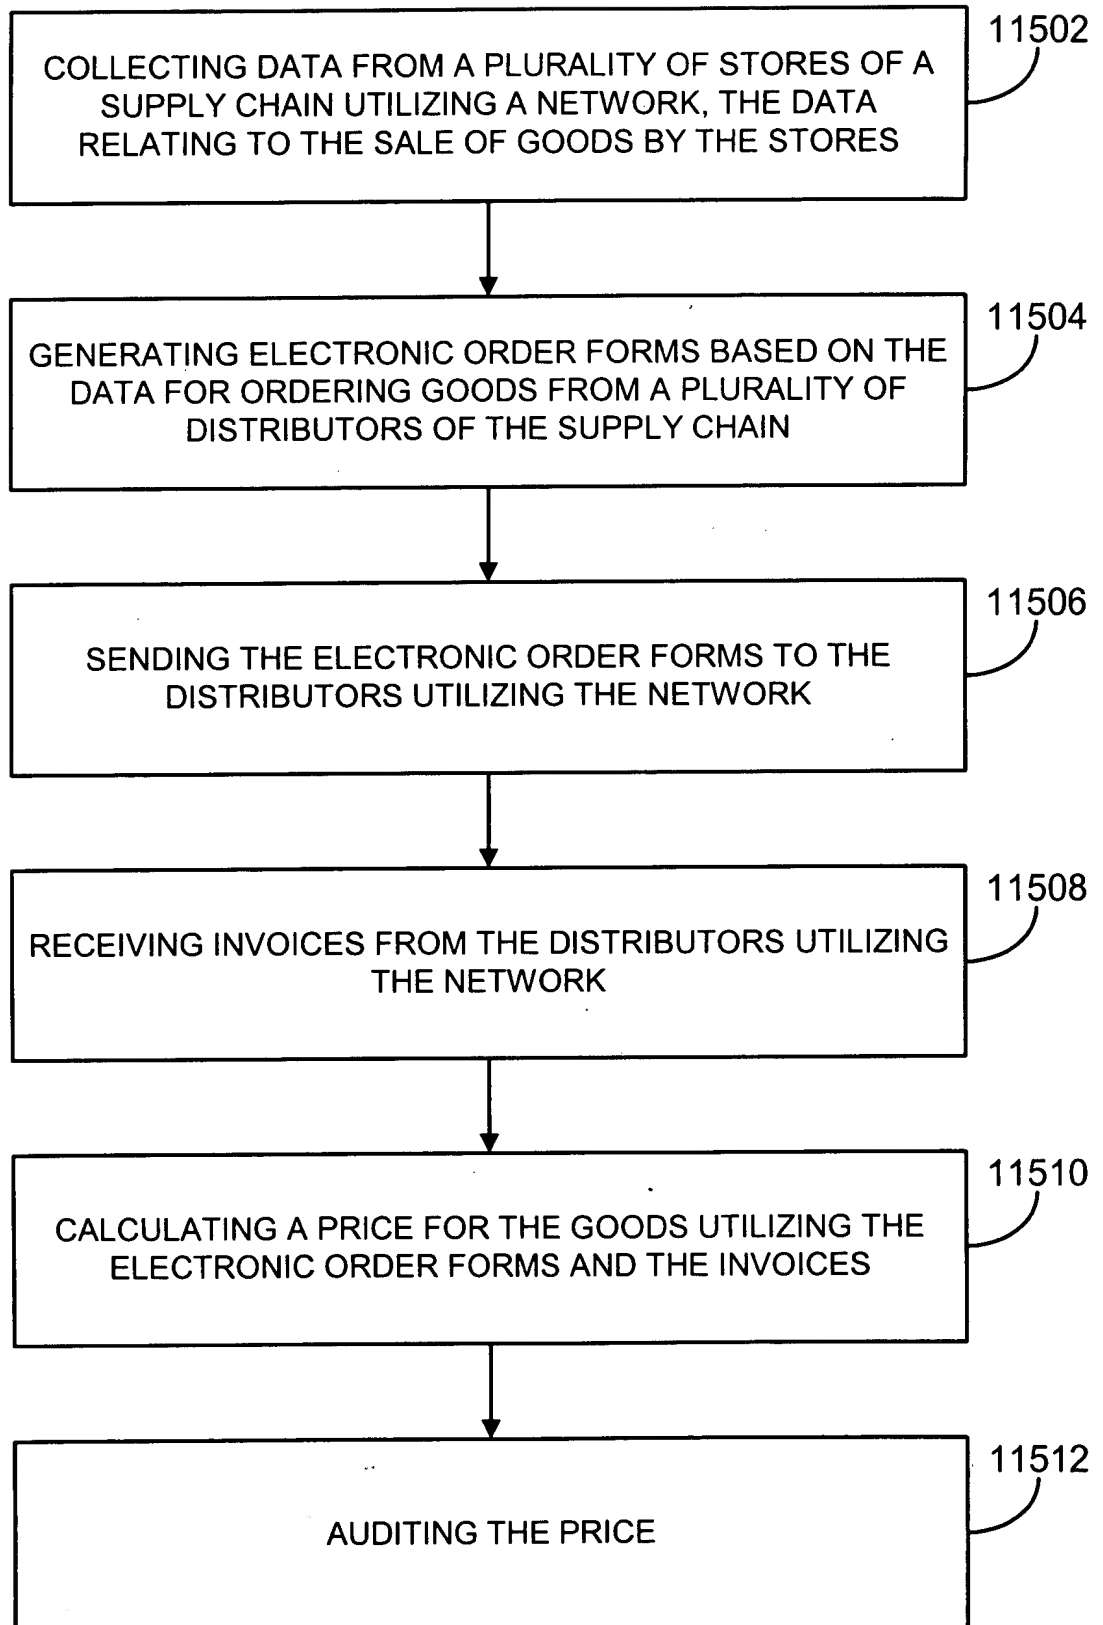 11502
COLLECTING DATA FROM A PLURALITY OF STORES OF A
SUPPLY CHAIN UTILIZING A NETWORK, THE DATA
RELATING TO THE SALE OF GOODS BY THE STORES
11504
GENERATING ELECTRONIC ORDER FORMS BASED ON THE
DATA FOR ORDERING GOODS FROM A PLURALITY OF
DISTRIBUTORS OF THE SUPPLY CHAIN
11506
SENDING THE ELECTRONIC ORDER FORMS TO THE
DISTRIBUTORS UTILIZING THE NETWORK
11508
RECEIVING INVOICES FROM THE DISTRIBUTORS UTILIZING
THE NETWORK
11510
CALCULATING A PRICE FOR THE GOODS UTILIZING THE
ELECTRONIC ORDER FORMS AND THE INVOICES
11512
AUDITING THE PRICE